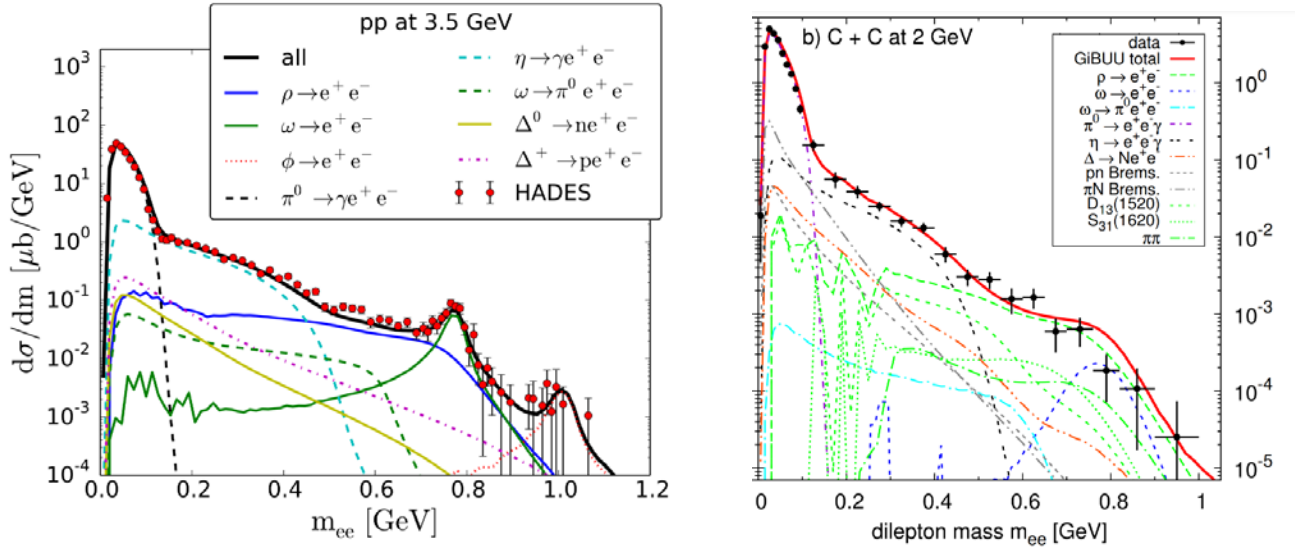 pp at 3.5 GeV
all
ρ → e⁺ e⁻
ω → e⁺ e⁻
ϕ → e⁺ e⁻
π⁰ → γe⁺ e⁻
η → γe⁺ e⁻
ω → π⁰ e⁺ e⁻
Δ⁰ → ne⁺ e⁻
Δ⁺ → pe⁺ e⁻
HADES
dσ/dm [μb/GeV]
10³
10²
10¹
10⁰
10⁻¹
10⁻²
10⁻³
10⁻⁴
0.0 0.2 0.4 0.6 0.8 1.0 1.2
m_ee [GeV]
b) C + C at 2 GeV
data
GiBUU total
ρ → e⁺e⁻
ω → e⁺e⁻
ω → π⁰e⁺e⁻
π⁰ → e⁺e⁻γ
η → e⁺e⁻γ
Δ → Ne⁺e⁻
pn Brems.
πN Brems.
D₁₃(1520)
S₃₁(1620)
ππ
10⁰
10⁻¹
10⁻²
10⁻³
10⁻⁴
10⁻⁵
0 0.2 0.4 0.6 0.8 1
dilepton mass m_ee [GeV]